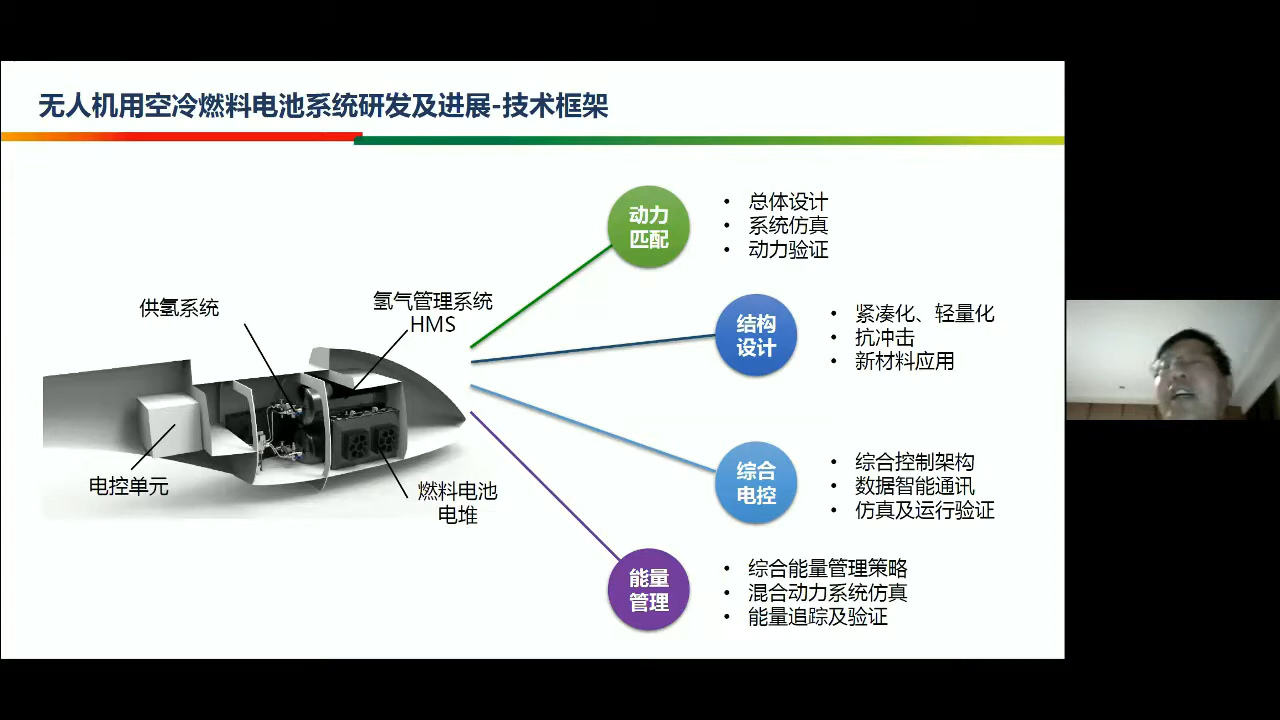 无人机用空冷燃料电池系统研发及进展-技术框架
动力
匹配
• 总体设计
• 系统仿真
• 动力验证
供氢系统
氢气管理系统
HMS
电控单元
燃料电池
电堆
结构
设计
• 紧凑化、轻量化
• 抗冲击
• 新材料应用
综合
电控
• 综合控制架构
• 数据智能通讯
• 仿真及运行验证
能量
管理
• 综合能量管理策略
• 混合动力系统仿真
• 能量追踪及验证